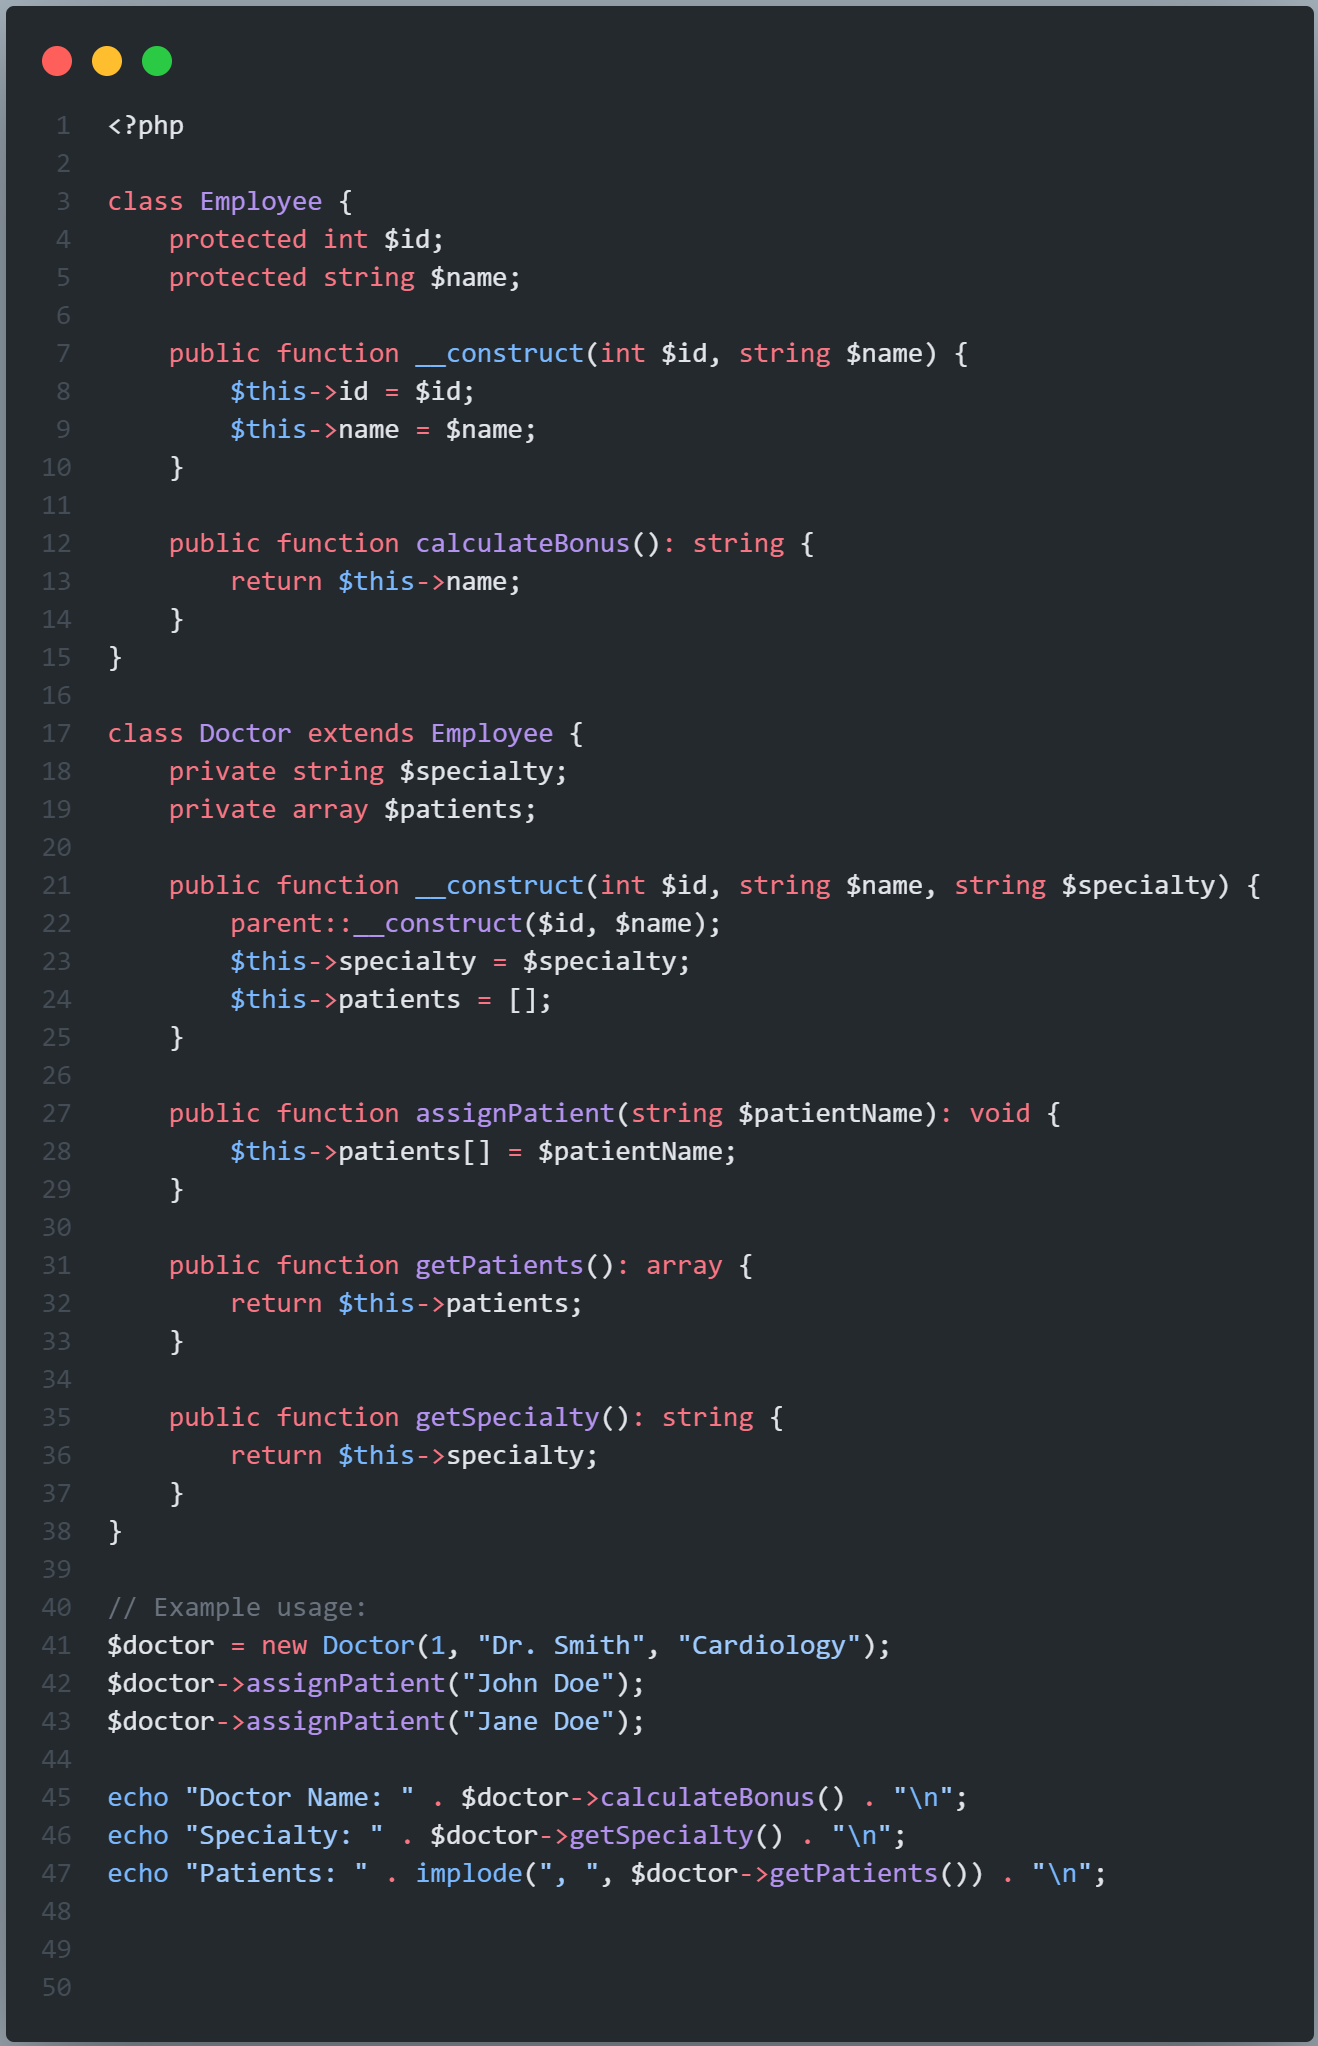 1 <?php
2
3 class Employee {
4     protected int $id;
5     protected string $name;
6
7     public function __construct(int $id, string $name) {
8         $this->id = $id;
9         $this->name = $name;
10     }
11
12     public function calculateBonus(): string {
13         return $this->name;
14     }
15 }
16
17 class Doctor extends Employee {
18     private string $specialty;
19     private array $patients;
20
21     public function __construct(int $id, string $name, string $specialty) {
22         parent::__construct($id, $name);
23         $this->specialty = $specialty;
24         $this->patients = [];
25     }
26
27     public function assignPatient(string $patientName): void {
28         $this->patients[] = $patientName;
29     }
30
31     public function getPatients(): array {
32         return $this->patients;
33     }
34
35     public function getSpecialty(): string {
36         return $this->specialty;
37     }
38 }
39
40 // Example usage:
41 $doctor = new Doctor(1, "Dr. Smith", "Cardiology");
42 $doctor->assignPatient("John Doe");
43 $doctor->assignPatient("Jane Doe");
44
45 echo "Doctor Name: " . $doctor->calculateBonus() . "\n";
46 echo "Specialty: " . $doctor->getSpecialty() . "\n";
47 echo "Patients: " . implode(", ", $doctor->getPatients()) . "\n";
48
49
50